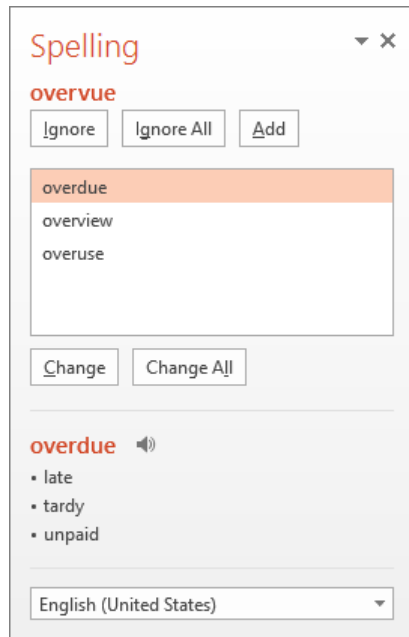 Spelling
overvue
Ignore Ignore All Add
overdue
overview
overuse
Change Change All
overdue
▪ late
▪ tardy
▪ unpaid
English (United States)